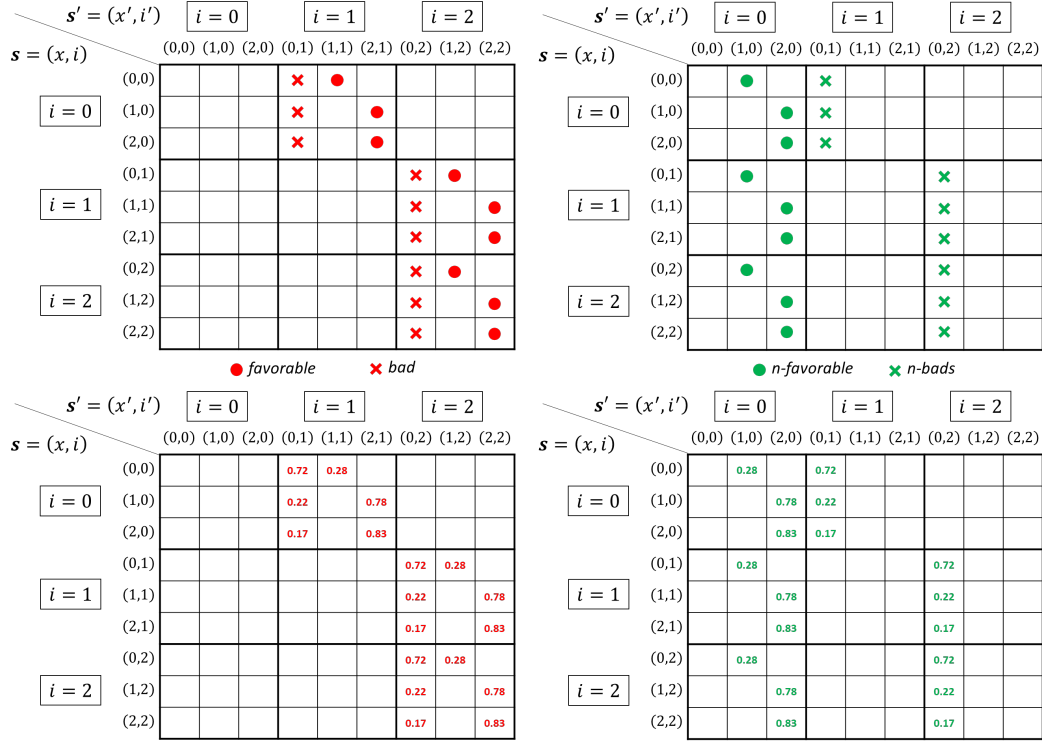 s′ = (x′, i′) i = 0 i = 1 i = 2
s = (x, i) (0,0) (1,0) (2,0) (0,1) (1,1) (2,1) (0,2) (1,2) (2,2)
(0,0)
i = 0 (1,0)
(2,0)
(0,1)
i = 1 (1,1)
(2,1)
(0,2)
i = 2 (1,2)
(2,2)
favorable bad
s′ = (x′, i′) i = 0 i = 1 i = 2
s = (x, i) (0,0) (1,0) (2,0) (0,1) (1,1) (2,1) (0,2) (1,2) (2,2)
(0,0)
i = 0 (1,0)
(2,0)
(0,1)
i = 1 (1,1)
(2,1)
(0,2)
i = 2 (1,2)
(2,2)
n-favorable n-bads
s′ = (x′, i′) i = 0 i = 1 i = 2
s = (x, i) (0,0) (1,0) (2,0) (0,1) (1,1) (2,1) (0,2) (1,2) (2,2)
(0,0) 0.72 0.28
i = 0 (1,0) 0.22 0.78
(2,0) 0.17 0.83
(0,1) 0.72 0.28
i = 1 (1,1) 0.22 0.78
(2,1) 0.17 0.83
(0,2) 0.72 0.28
i = 2 (1,2) 0.22 0.78
(2,2) 0.17 0.83
s′ = (x′, i′) i = 0 i = 1 i = 2
s = (x, i) (0,0) (1,0) (2,0) (0,1) (1,1) (2,1) (0,2) (1,2) (2,2)
(0,0) 0.28 0.72
i = 0 (1,0) 0.78 0.22
(2,0) 0.83 0.17
(0,1) 0.28 0.72
i = 1 (1,1) 0.78 0.22
(2,1) 0.83 0.17
(0,2) 0.28 0.72
i = 2 (1,2) 0.78 0.22
(2,2) 0.83 0.17